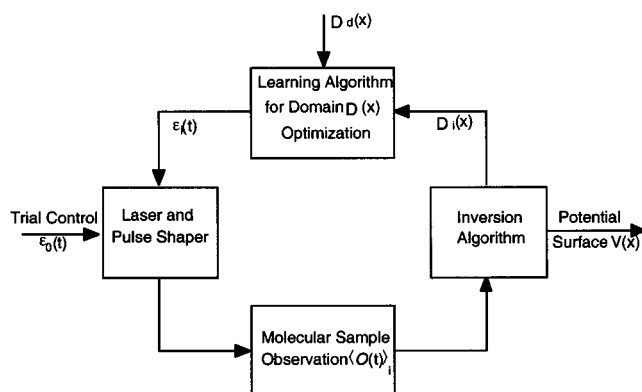 D d(x)
Learning Algorithm
for Domain D (x)
Optimization
εi(t)
Di(x)
Trial Control
ε0(t)
Laser and
Pulse Shaper
Inversion
Algorithm
Potential
Surface V(x)
Molecular Sample
Observation⟨O(t)⟩i